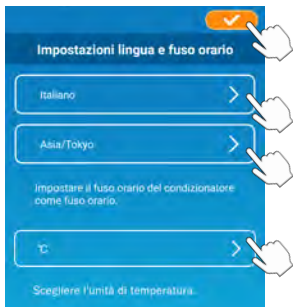 Impostazioni lingua e fuso orario
Italiano
Asia/Tokyo
Impostare il fuso orario del condizionatore
come fuso orario.
℃
Scegliere l'unità di temperatura.